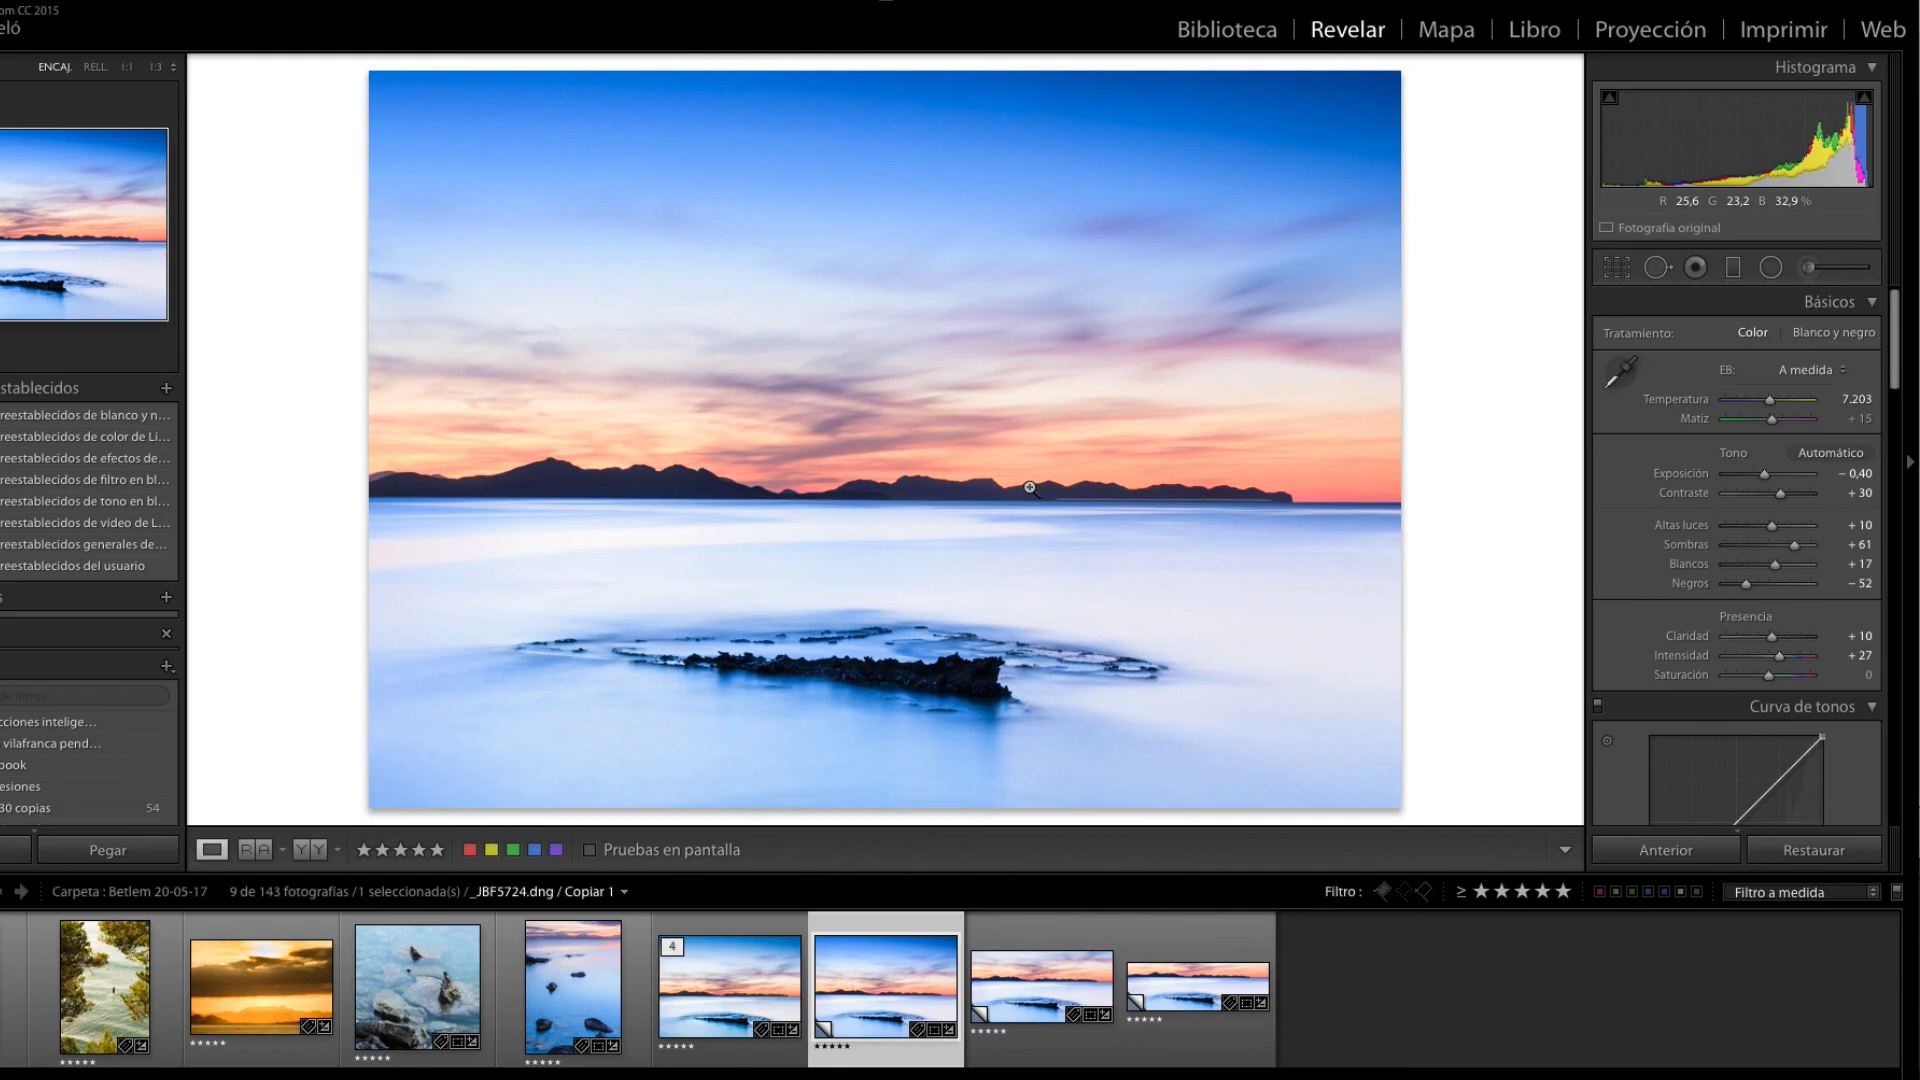 om CC 2015
eló
Biblioteca | Revelar | Mapa | Libro | Proyección | Imprimir | Web
ENCAJ. RELL. 1:1 1:3
Histograma
R 25,6 G 23,2 B 32,9 %
Fotografía original
Básicos
Tratamiento: Color | Blanco y negro
EB: A medida
Temperatura 7.203
Matiz + 15
Tono Automático
Exposición – 0,40
Contraste + 30
Altas luces + 10
Sombras + 61
Blancos + 17
Negros – 52
Presencia
Claridad + 10
Intensidad + 27
Saturación 0
Curva de tonos
Anterior Restaurar
stablecidos +
reestablecidos de blanco y n...
reestablecidos de color de Li...
reestablecidos de efectos de...
reestablecidos de filtro en bl...
reestablecidos de tono en bl...
reestablecidos de vídeo de L...
reestablecidos generales de...
reestablecidos del usuario
s +
de filtros
cciones intelige...
vilafranca pend...
book
esiones
30 copias 54
Pegar
R A Y Y Pruebas en pantalla
Carpeta : Betlem 20-05-17 9 de 143 fotografías /1 seleccionada(s) /_JBF5724.dng / Copiar 1
Filtro : ≥ ★★★★★ Filtro a medida
4